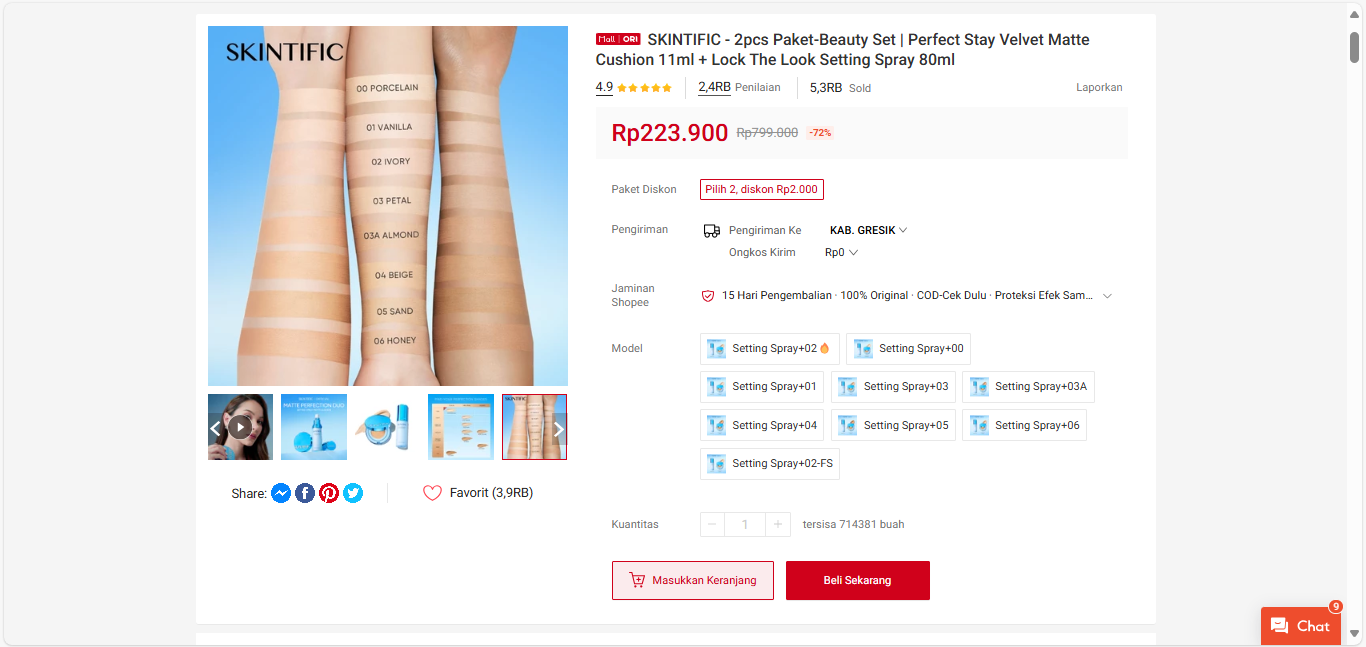 SKINTIFIC
00 PORCELAIN
01 VANILLA
02 IVORY
03 PETAL
03A ALMOND
04 BEIGE
05 SAND
06 HONEY
MATTE PERFECTION DUO
SKINTIFIC
Share:
Favorit (3,9RB)
Mall | ORI SKINTIFIC - 2pcs Paket-Beauty Set | Perfect Stay Velvet Matte
Cushion 11ml + Lock The Look Setting Spray 80ml
4.9 2,4RB Penilaian 5,3RB Sold Laporkan
Rp223.900 Rp799.000 -72%
Paket Diskon Pilih 2, diskon Rp2.000
Pengiriman Pengiriman Ke KAB. GRESIK
Ongkos Kirim Rp0
Jaminan
Shopee
15 Hari Pengembalian · 100% Original · COD-Cek Dulu · Proteksi Efek Sam...
Model Setting Spray+02 Setting Spray+00
Setting Spray+01 Setting Spray+03 Setting Spray+03A
Setting Spray+04 Setting Spray+05 Setting Spray+06
Setting Spray+02-FS
Kuantitas 1 tersisa 714381 buah
Masukkan Keranjang Beli Sekarang
9
Chat